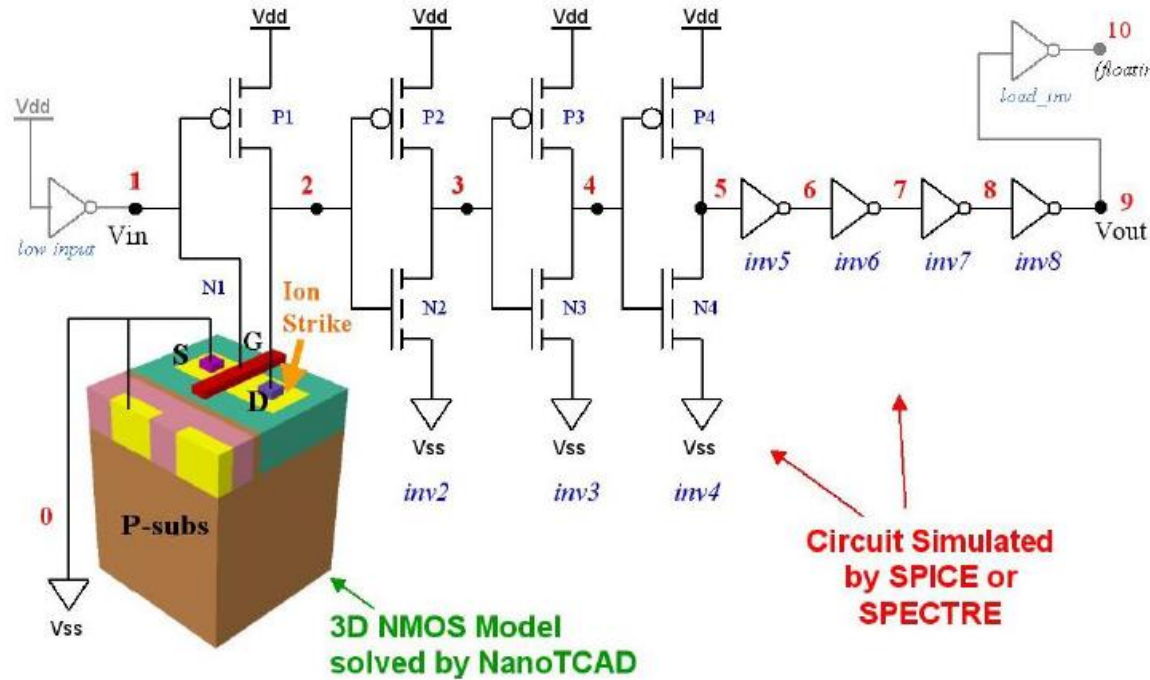 Vdd
Vdd
Vdd
Vdd
10
(floatin
load_inv
Vdd
P1
P2
P3
P4
1
2
3
4
5
6
7
8
9
Vin
Vout
low input
inv5
inv6
inv7
inv8
N1
Ion
Strike
N2
N3
N4
S
G
D
Vss
Vss
Vss
inv2
inv3
inv4
0
P-subs
Vss
Circuit Simulated
by SPICE or
SPECTRE
3D NMOS Model
solved by NanoTCAD